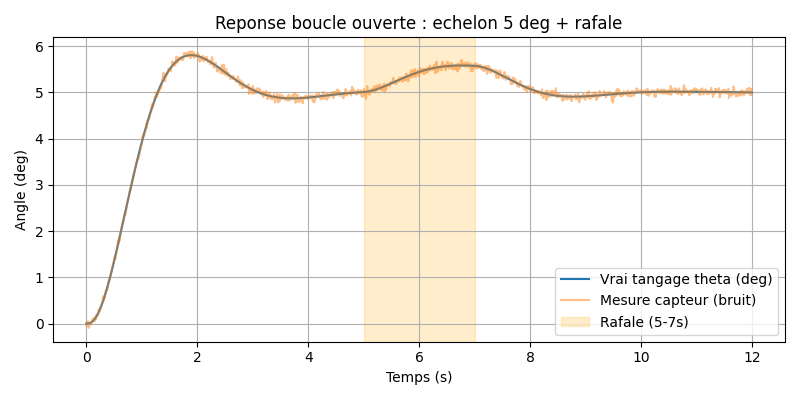 Reponse boucle ouverte : echelon 5 deg + rafale
Angle (deg)
6
5
4
3
2
1
0
Vrai tangage theta (deg)
Mesure capteur (bruit)
Rafale (5-7s)
0 2 4 6 8 10 12
Temps (s)